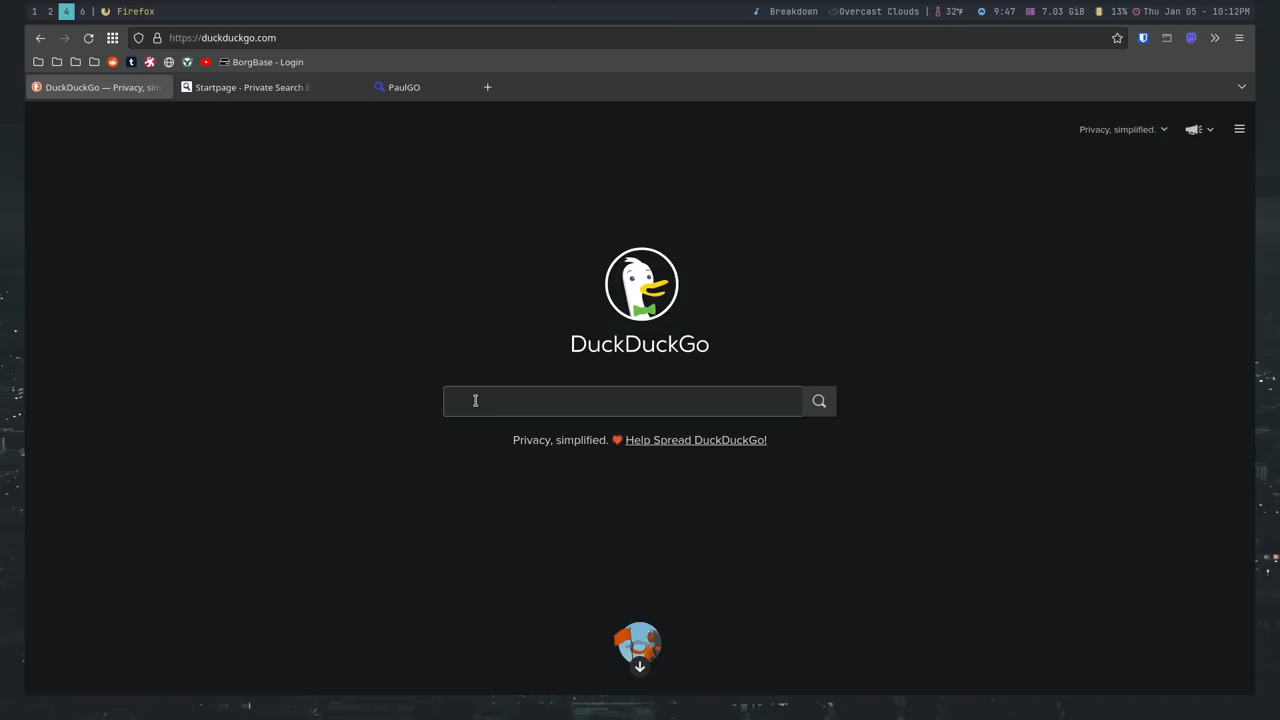 1 2 4 6 | Firefox Breakdown Overcast Clouds | 32°F 9:47 7.03 GiB 13% Thu Jan 05 - 10:12PM
https://duckduckgo.com
t BorgBase - Login
DuckDuckGo — Privacy, sim Startpage - Private Search E PaulGO +
Privacy, simplified.
DuckDuckGo
Privacy, simplified. Help Spread DuckDuckGo!